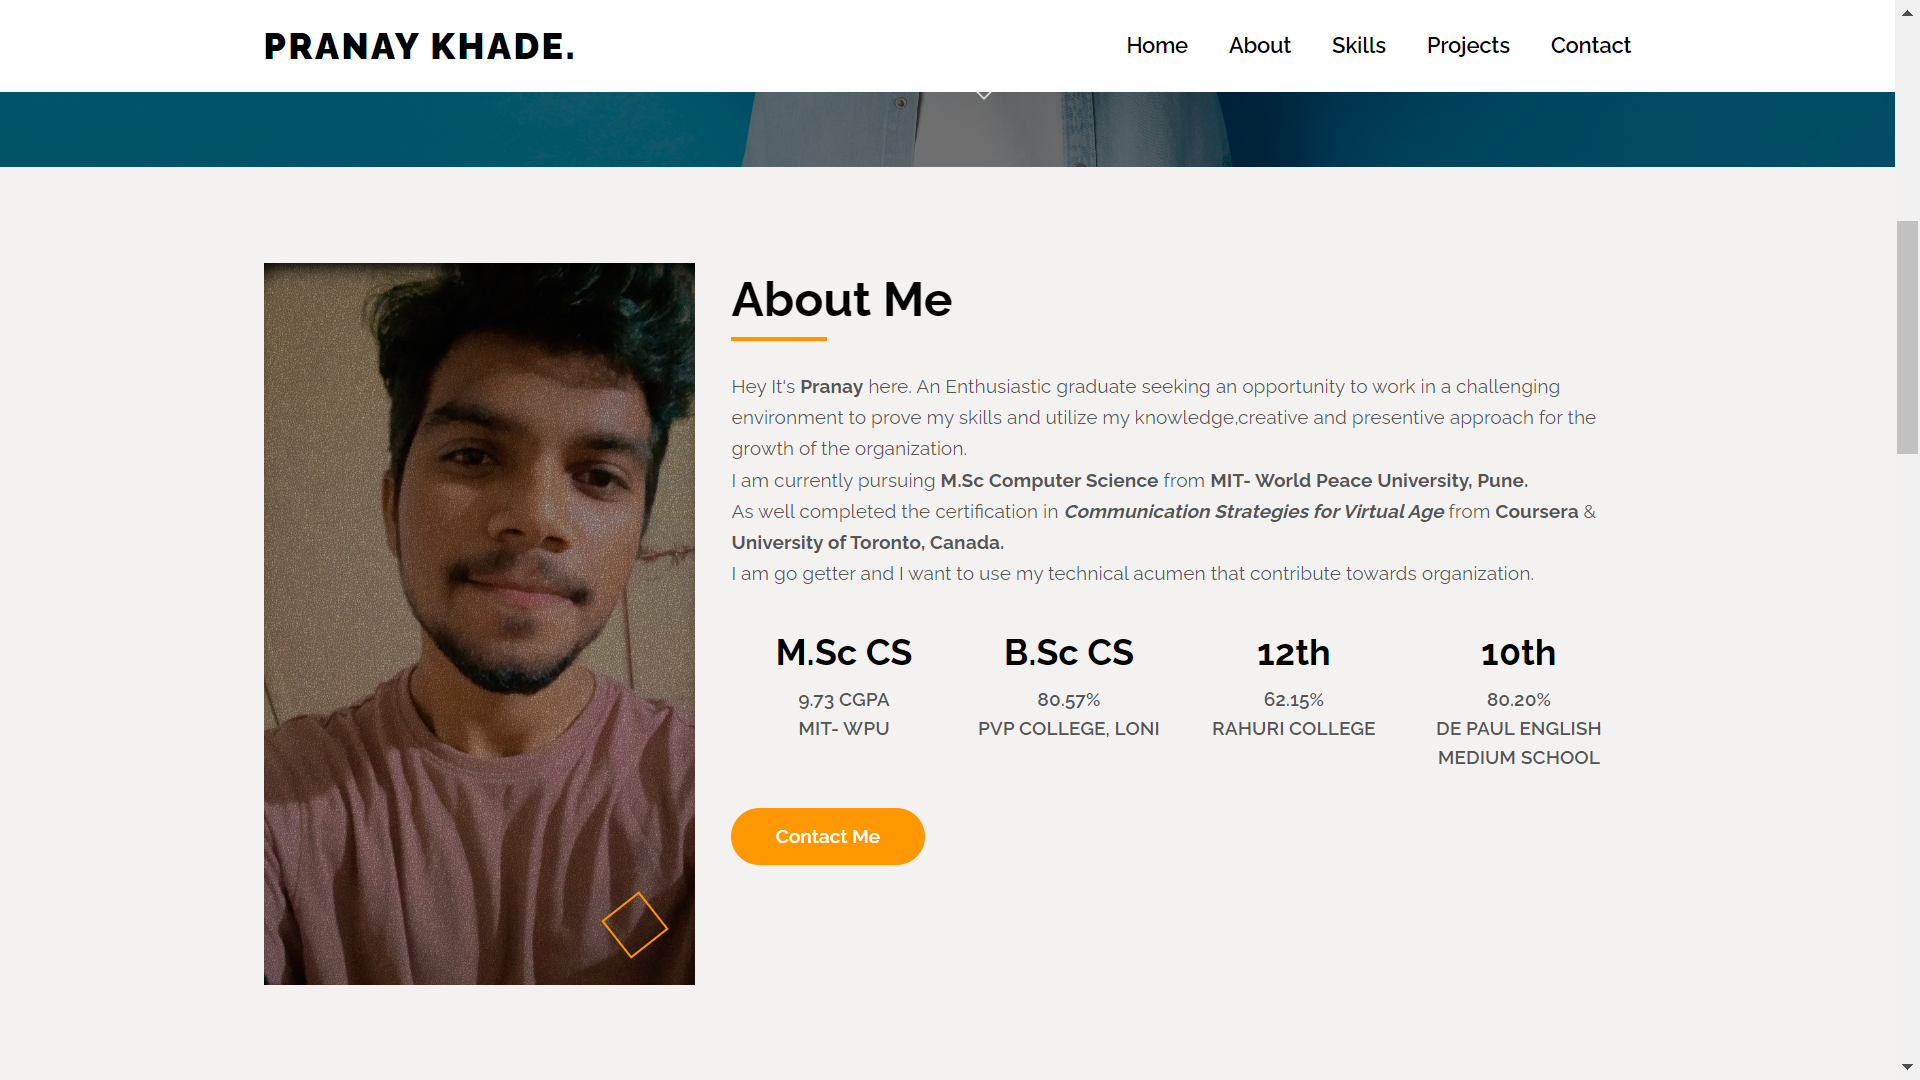 PRANAY KHADE.
Home About Skills Projects Contact
About Me
Hey It's Pranay here. An Enthusiastic graduate seeking an opportunity to work in a challenging
environment to prove my skills and utilize my knowledge,creative and presentive approach for the
growth of the organization.
I am currently pursuing M.Sc Computer Science from MIT- World Peace University, Pune.
As well completed the certification in Communication Strategies for Virtual Age from Coursera &
University of Toronto, Canada.
I am go getter and I want to use my technical acumen that contribute towards organization.
M.Sc CS
9.73 CGPA
MIT- WPU
B.Sc CS
80.57%
PVP COLLEGE, LONI
12th
62.15%
RAHURI COLLEGE
10th
80.20%
DE PAUL ENGLISH
MEDIUM SCHOOL
Contact Me